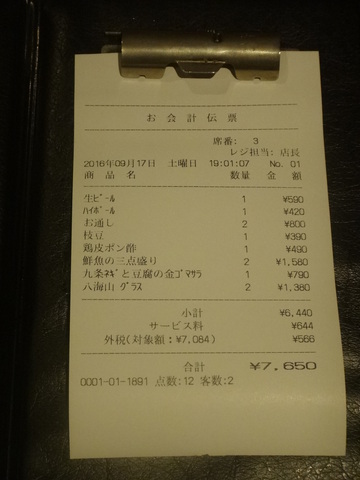 お会計伝票
席番: 3
レジ担当: 店長
2016年09月17日 土曜日 19:01:07 No. 01
商品名 数量 金額
生ビール 1 ¥590
ハイボール 1 ¥420
お通し 2 ¥800
枝豆 1 ¥390
鶏皮ポン酢 1 ¥490
鮮魚の三点盛り 2 ¥1,580
九条ネギと豆腐の金ゴマサラ 1 ¥790
八海山 グラス 2 ¥1,380
小計 ¥6,440
サービス料 ¥644
外税(対象額:¥7,084) ¥566
合計 ¥7,650
0001-01-1891 点数:12 客数:2